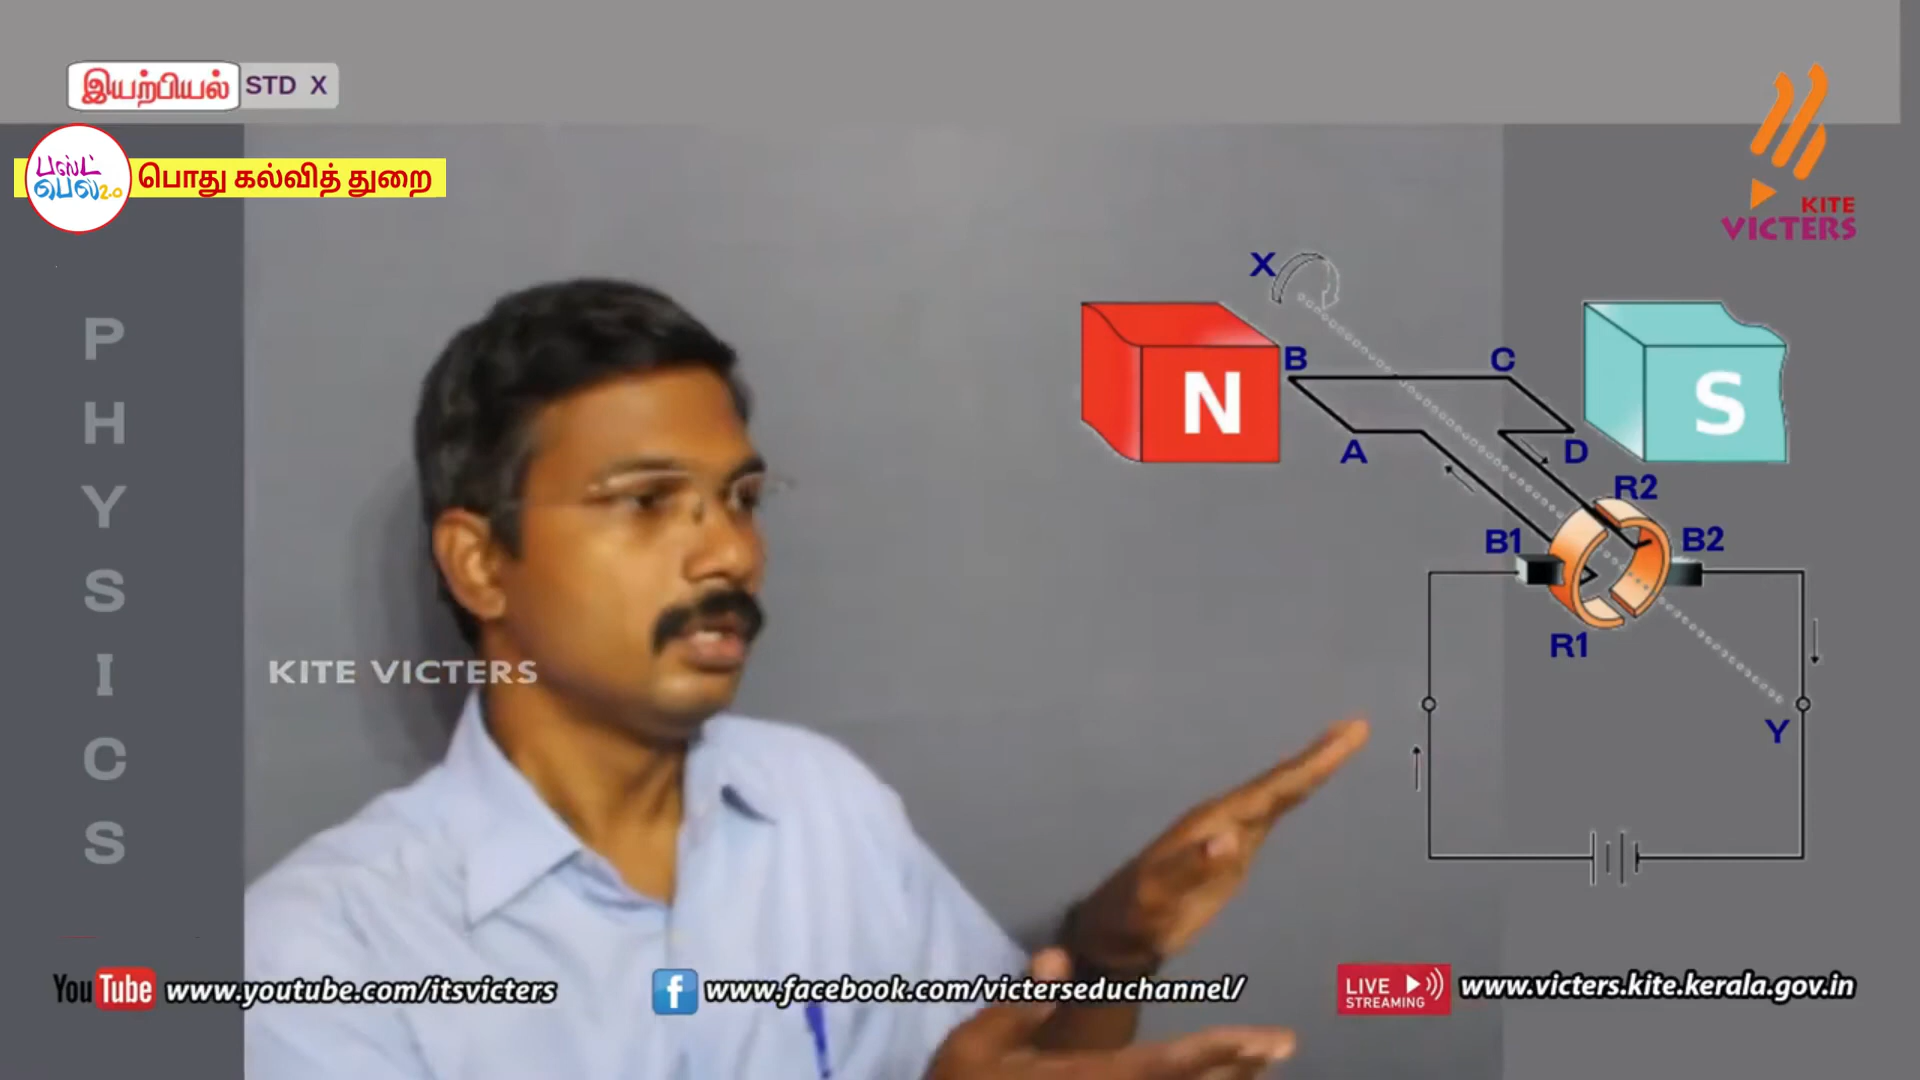 இயற்பியல் STD X
பஸ்ட்
பெல் 2.0
பொது கல்வித் துறை
KITE
VICTERS
PHYSICS
X
B
C
N
S
A
D
R2
B1
B2
R1
Y
KITE VICTERS
YouTube www.youtube.com/itsvicters
f www.facebook.com/victerseduchannel/
LIVE STREAMING www.victers.kite.kerala.gov.in